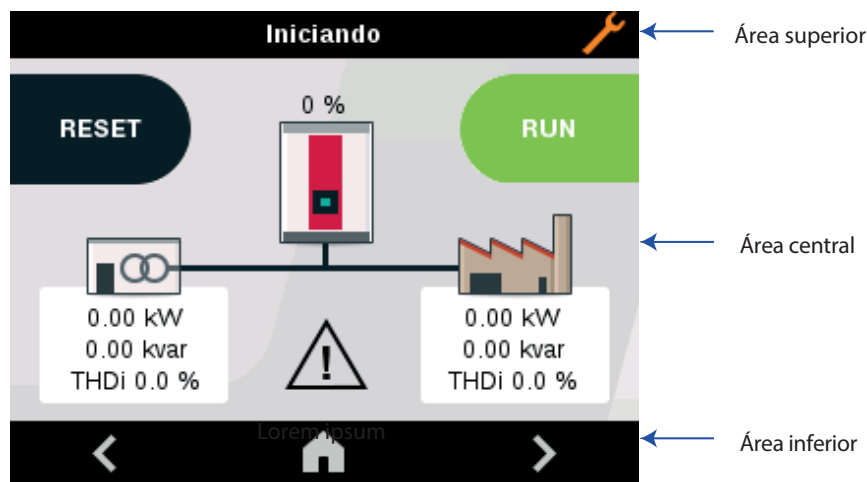 Iniciando
Área superior
RESET
0 %
RUN
Área central
0.00 kW
0.00 kvar
THDi 0.0 %
0.00 kW
0.00 kvar
THDi 0.0 %
Lorem ipsum
Área inferior